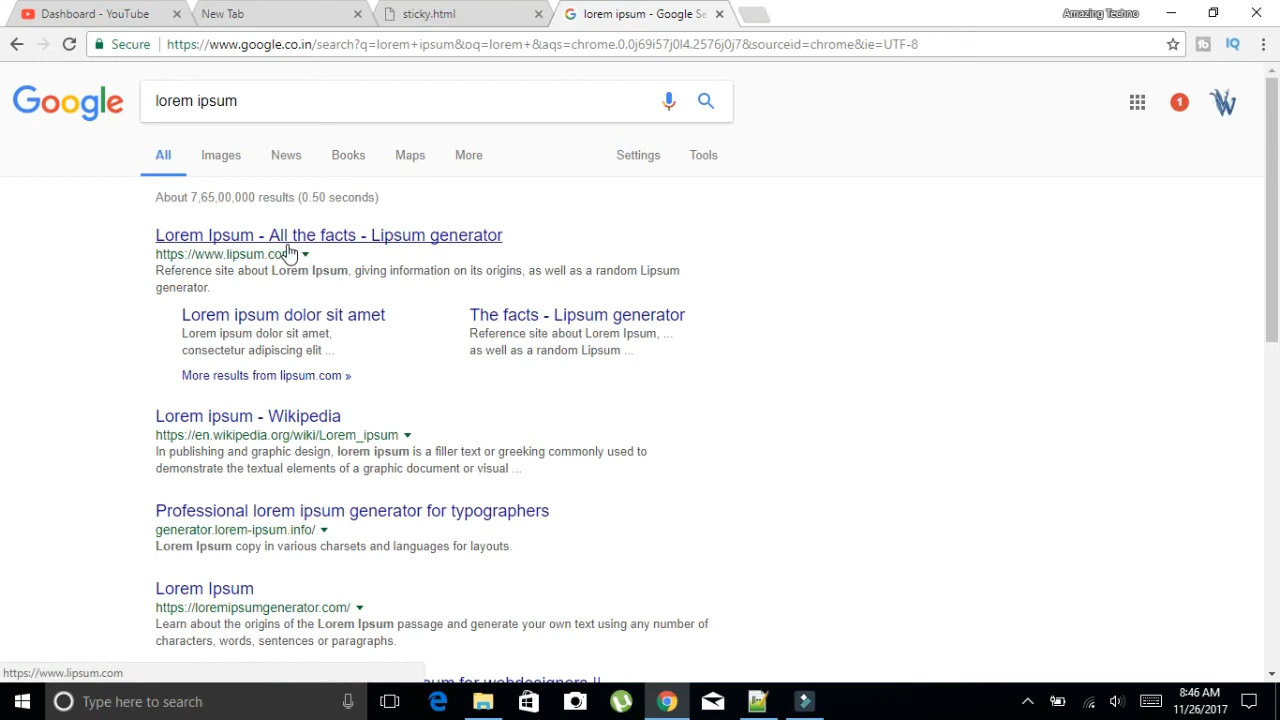 Dashboard - YouTube
New Tab
sticky.html
lorem ipsum - Google Se
Amazing Techno
Secure
https://www.google.co.in/search?q=lorem+ipsum&oq=lorem+&aqs=chrome.0.0j69i57j0l4.2576j0j7&sourceid=chrome&ie=UTF-8
tb
IQ
Google
lorem ipsum
1
All
Images
News
Books
Maps
More
Settings
Tools
About 7,65,00,000 results (0.50 seconds)
Lorem Ipsum - All the facts - Lipsum generator
https://www.lipsum.co
Reference site about Lorem Ipsum, giving information on its origins, as well as a random Lipsum
generator.
Lorem ipsum dolor sit amet
Lorem ipsum dolor sit amet,
consectetur adipiscing elit ...
The facts - Lipsum generator
Reference site about Lorem Ipsum, ...
as well as a random Lipsum ...
More results from lipsum.com »
Lorem ipsum - Wikipedia
https://en.wikipedia.org/wiki/Lorem_ipsum
In publishing and graphic design, lorem ipsum is a filler text or greeking commonly used to
demonstrate the textual elements of a graphic document or visual ...
Professional lorem ipsum generator for typographers
generator.lorem-ipsum.info/
Lorem Ipsum copy in various charsets and languages for layouts.
Lorem Ipsum
https://loremipsumgenerator.com/
Learn about the origins of the Lorem Ipsum passage and generate your own text using any number of
characters, words, sentences or paragraphs.
https://www.lipsum.com
Type here to search
8:46 AM
11/26/2017